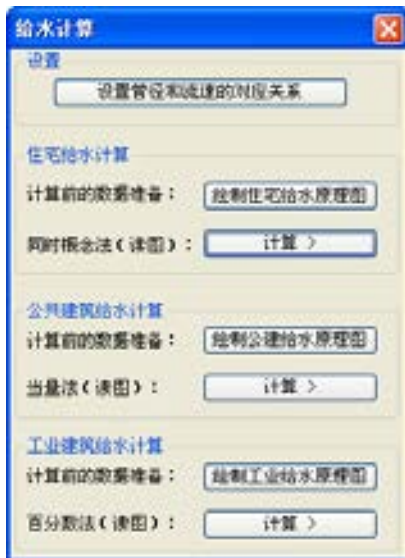 给水计算
设置
设置管径和流速的对应关系
住宅给水计算
计算前的数据准备： 绘制住宅给水原理图
同时概念法(读图)： 计算 >
公共建筑给水计算
计算前的数据准备： 绘制公建给水原理图
当量法(读图)： 计算 >
工业建筑给水计算
计算前的数据准备： 绘制工业给水原理图
百分数法(读图)： 计算 >